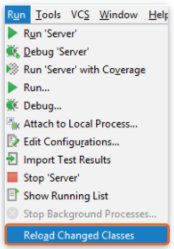 Run Tools VCS Window Help
Run 'Server'
Debug 'Server'
Run 'Server' with Coverage
Run...
Debug...
Attach to Local Process...
Edit Configurations...
Import Test Results
Stop 'Server'
Show Running List
Stop Background Processes...
Reload Changed Classes